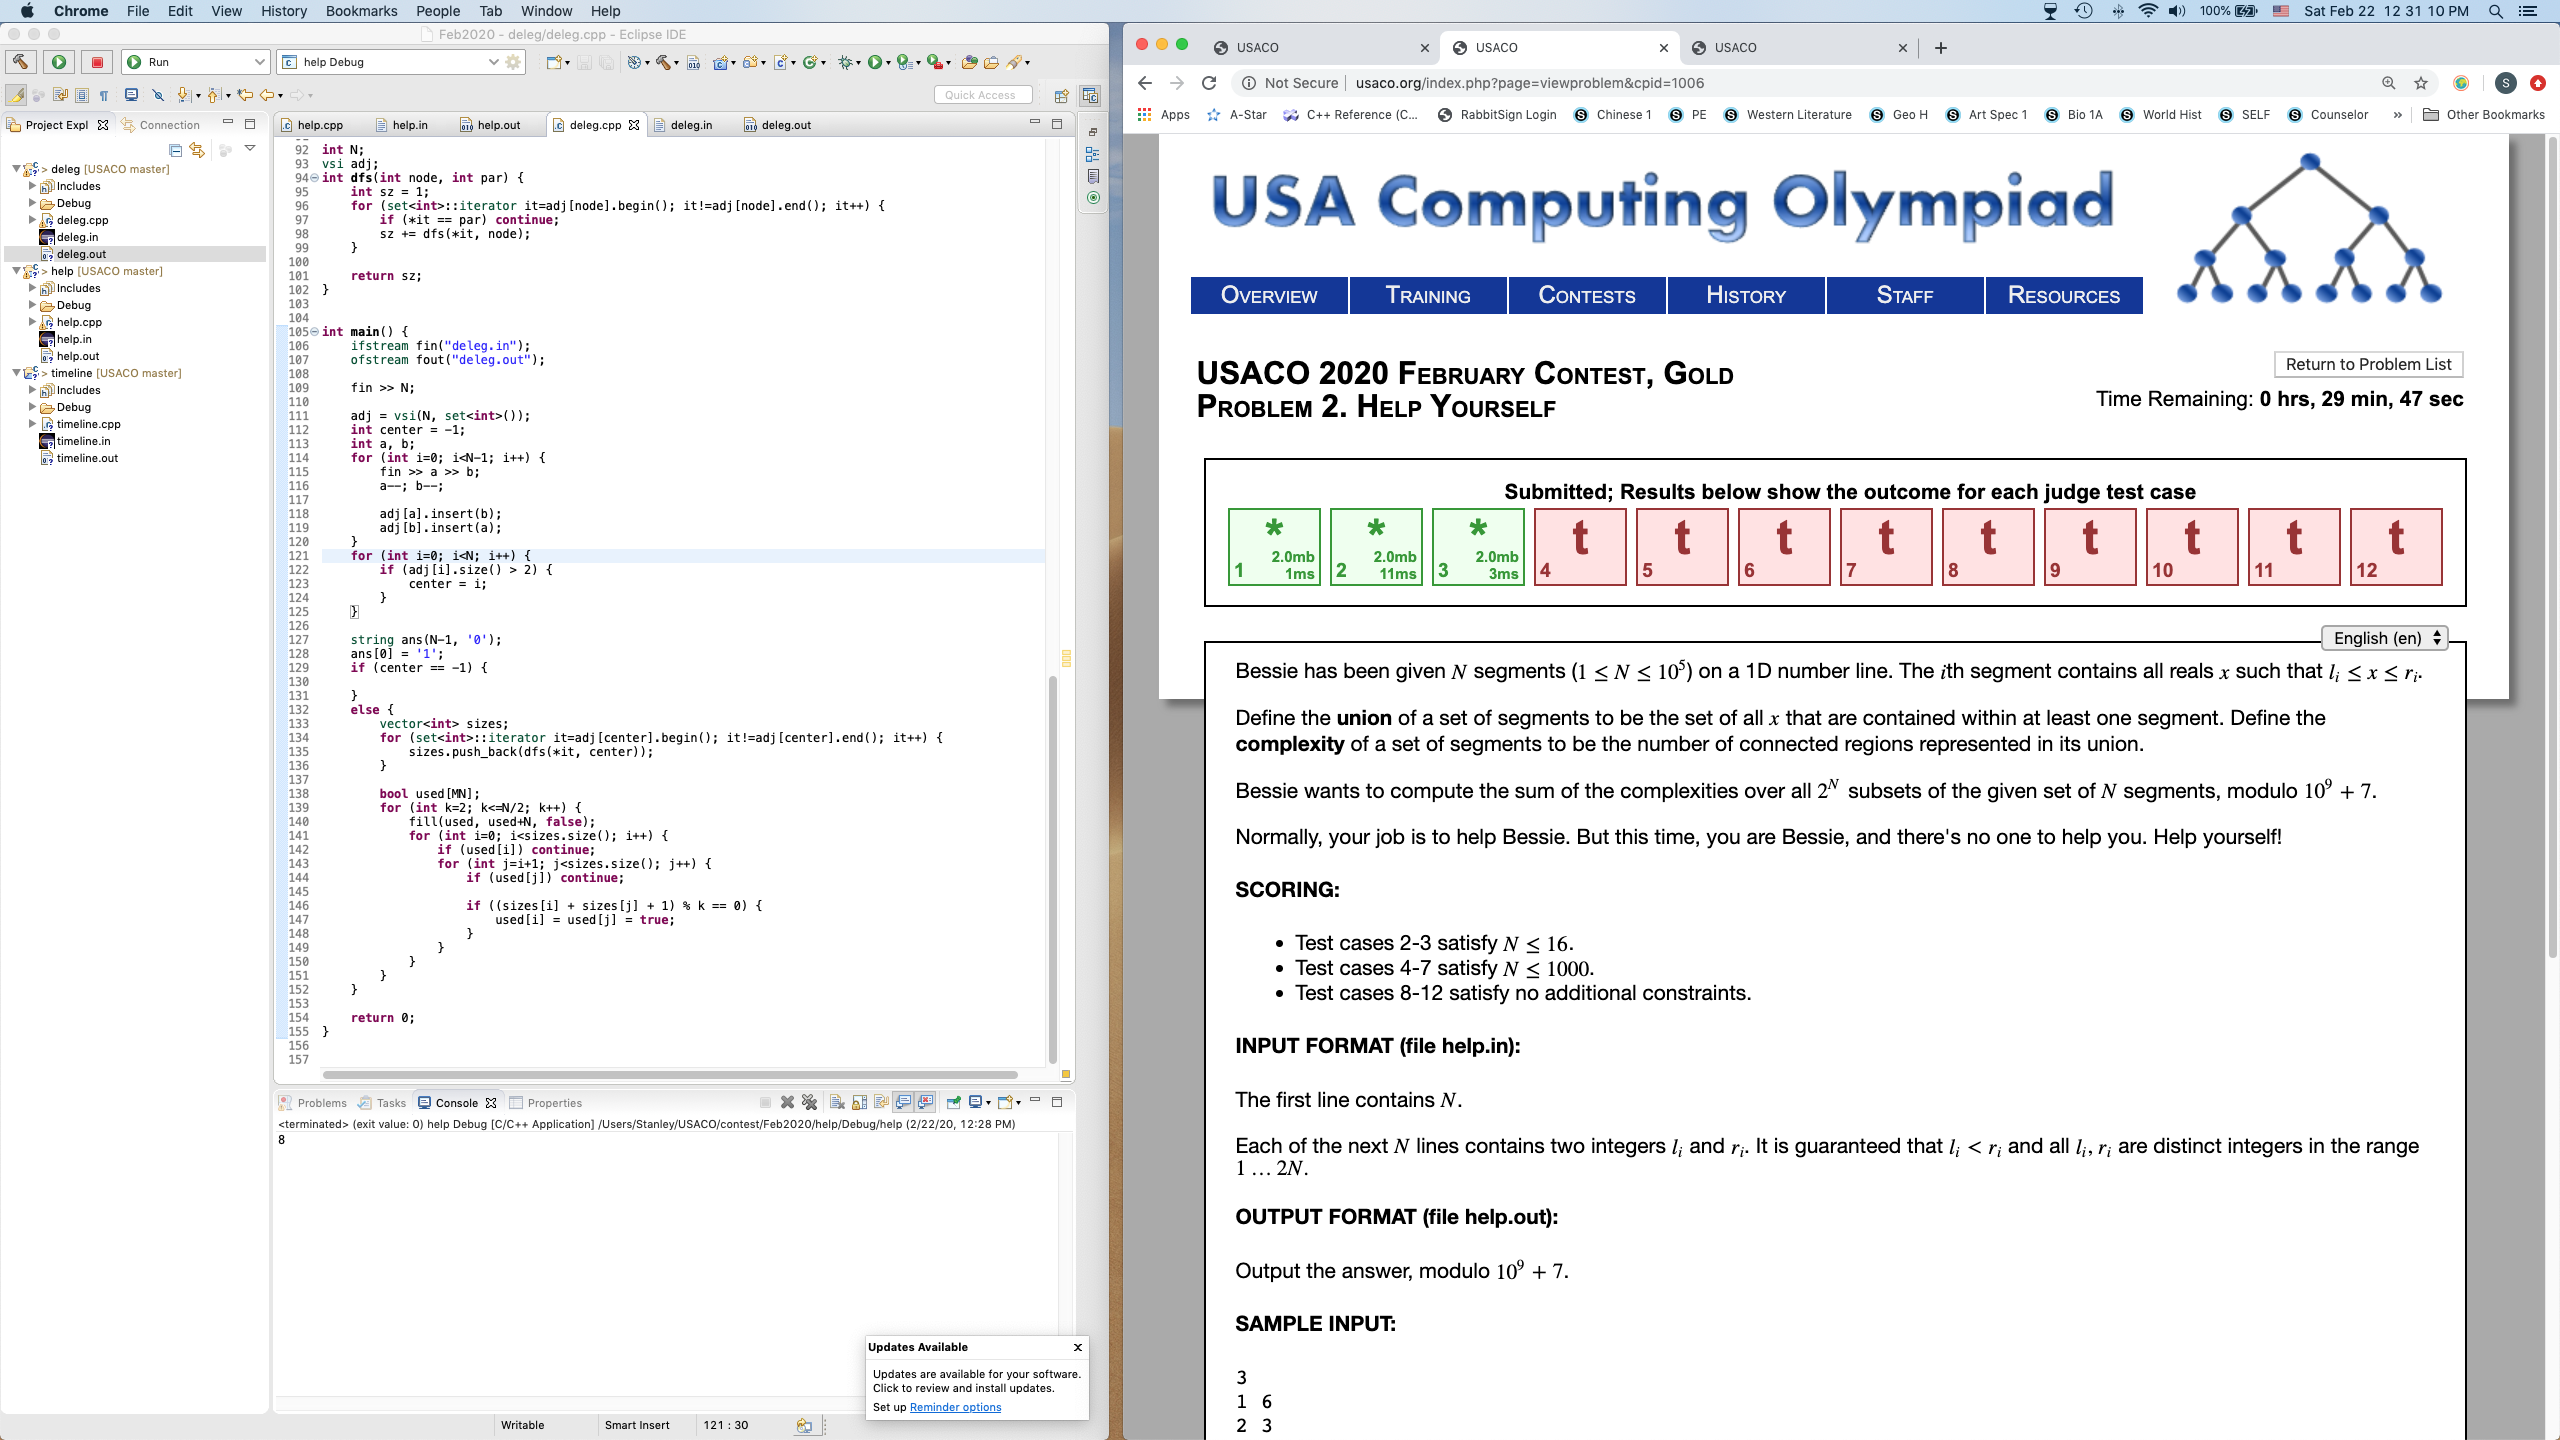 Chrome File Edit View History Bookmarks People Tab Window Help
100% Sat Feb 22 12 31 10 PM
Feb2020 - deleg/deleg.cpp - Eclipse IDE
Run
help Debug
Quick Access
Project Expl
Connection
deleg [USACO master]
Includes
Debug
deleg.cpp
deleg.in
deleg.out
help [USACO master]
Includes
Debug
help.cpp
help.in
help.out
timeline [USACO master]
Includes
Debug
timeline.cpp
timeline.in
timeline.out
help.cpp help.in help.out deleg.cpp deleg.in deleg.out
92 int N;
93 vsi adj;
94 int dfs(int node, int par) {
95 int sz = 1;
96 for (set<int>::iterator it=adj[node].begin(); it!=adj[node].end(); it++) {
97 if (*it == par) continue;
98 sz += dfs(*it, node);
99 }
100
101 return sz;
102 }
103
104
105 int main() {
106 ifstream fin("deleg.in");
107 ofstream fout("deleg.out");
108
109 fin >> N;
110
111 adj = vsi(N, set<int>());
112 int center = -1;
113 int a, b;
114 for (int i=0; i<N-1; i++) {
115 fin >> a >> b;
116 a--; b--;
117
118 adj[a].insert(b);
119 adj[b].insert(a);
120 }
121 for (int i=0; i<N; i++) {
122 if (adj[i].size() > 2) {
123 center = i;
124 }
125 }
126
127 string ans(N-1, '0');
128 ans[0] = '1';
129 if (center == -1) {
130
131 }
132 else {
133 vector<int> sizes;
134 for (set<int>::iterator it=adj[center].begin(); it!=adj[center].end(); it++) {
135 sizes.push_back(dfs(*it, center));
136 }
137
138 bool used[MN];
139 for (int k=2; k<=N/2; k++) {
140 fill(used, used+N, false);
141 for (int i=0; i<sizes.size(); i++) {
142 if (used[i]) continue;
143 for (int j=i+1; j<sizes.size(); j++) {
144 if (used[j]) continue;
145
146 if ((sizes[i] + sizes[j] + 1) % k == 0) {
147 used[i] = used[j] = true;
148 }
149 }
150 }
151 }
152 }
153
154 return 0;
155 }
156
157
Problems Tasks Console Properties
<terminated> (exit value: 0) help Debug [C/C++ Application] /Users/Stanley/USACO/contest/Feb2020/help/Debug/help (2/22/20, 12:28 PM)
8
Updates Available x
Updates are available for your software.
Click to review and install updates.
Set up Reminder options
Writable Smart Insert 121 : 30
USACO USACO USACO
Not Secure usaco.org/index.php?page=viewproblem&cpid=1006 S
Apps A-Star C++ Reference (C... RabbitSign Login Chinese 1 PE Western Literature Geo H Art Spec 1 Bio 1A World Hist SELF Counselor » Other Bookmarks
USA Computing Olympiad
OVERVIEW TRAINING CONTESTS HISTORY STAFF RESOURCES
USACO 2020 FEBRUARY CONTEST, GOLD
PROBLEM 2. HELP YOURSELF
Return to Problem List
Time Remaining: 0 hrs, 29 min, 47 sec
Submitted; Results below show the outcome for each judge test case
* * * t t t t t t t t t
2.0mb 2.0mb 2.0mb
1 1ms 2 11ms 3 3ms 4 5 6 7 8 9 10 11 12
English (en)
Bessie has been given N segments (1 ≤ N ≤ 10⁵) on a 1D number line. The ith segment contains all reals x such that lᵢ ≤ x ≤ rᵢ.
Define the union of a set of segments to be the set of all x that are contained within at least one segment. Define the
complexity of a set of segments to be the number of connected regions represented in its union.
Bessie wants to compute the sum of the complexities over all 2ᴺ subsets of the given set of N segments, modulo 10⁹ + 7.
Normally, your job is to help Bessie. But this time, you are Bessie, and there's no one to help you. Help yourself!
SCORING:
• Test cases 2-3 satisfy N ≤ 16.
• Test cases 4-7 satisfy N ≤ 1000.
• Test cases 8-12 satisfy no additional constraints.
INPUT FORMAT (file help.in):
The first line contains N.
Each of the next N lines contains two integers lᵢ and rᵢ. It is guaranteed that lᵢ < rᵢ and all lᵢ, rᵢ are distinct integers in the range
1 … 2N.
OUTPUT FORMAT (file help.out):
Output the answer, modulo 10⁹ + 7.
SAMPLE INPUT:
3
1 6
2 3